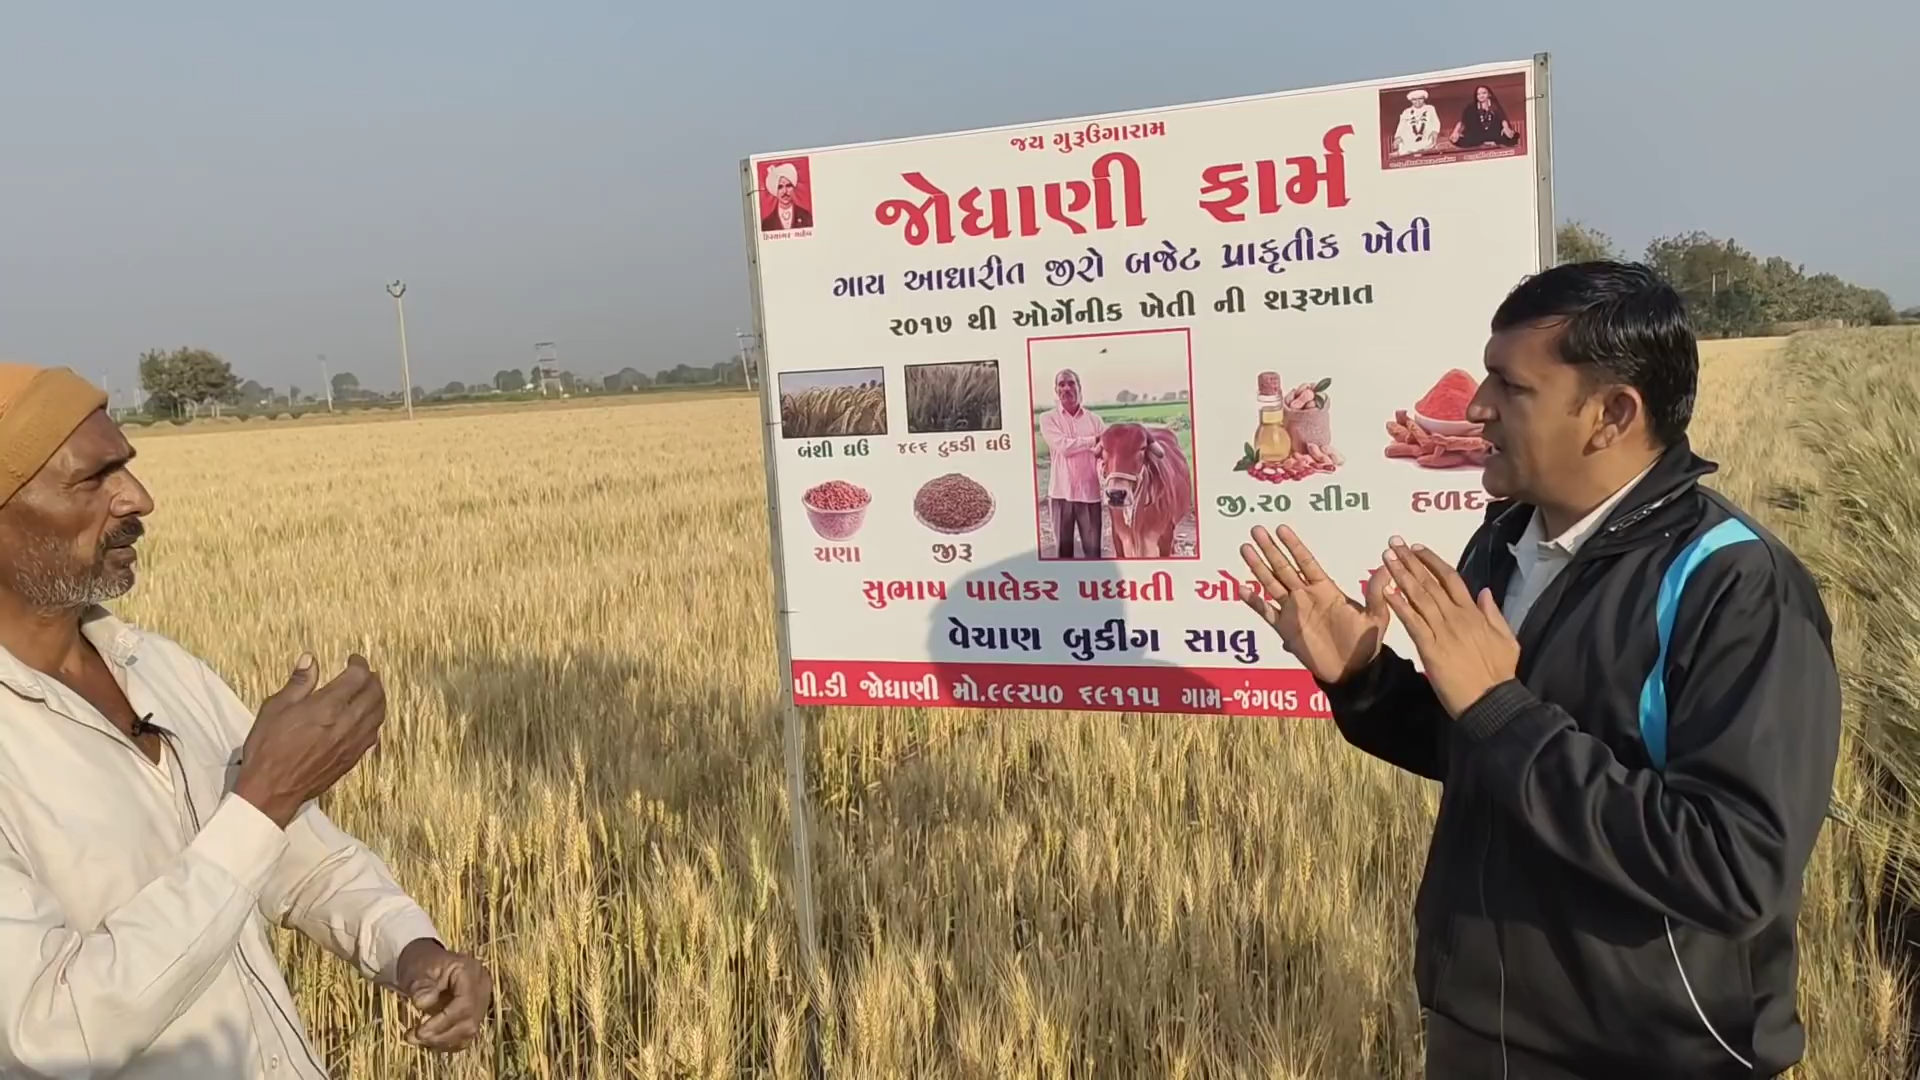 જય ગુરૂઉગારામ
જોધાણી ફાર્મ
ગાય આધારીત જીરો બજેટ પ્રાકૃતીક ખેતી
૨૦૧૭ થી ઓર્ગેનીક ખેતી ની શરૂઆત
બંશી ઘઉં ૪૯૬ ટુકડી ઘઉં
જી.૨૦ સીંગ હળદર
ચણા જીરૂ
સુભાષ પાલેકર પધ્ધતી
વેચાણ બુકીંગ સાલુ
પી.ડી જોધાણી મો.૯૯૨૫૦ ૬૯૧૧૫ ગામ-જંગવડ